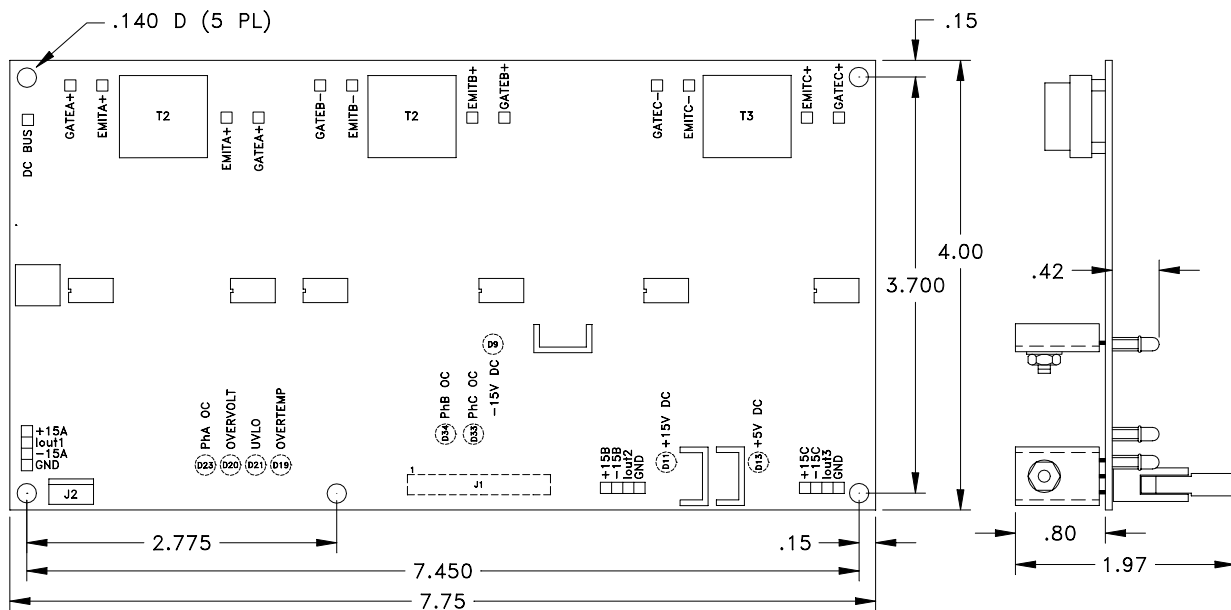 .140 D (5 PL)
.15
GATEA+
EMITA+
T2
EMITA+
GATEA+
DC BUS
GATEB-
EMITB-
T2
EMITB+
GATEB+
GATEC-
EMITC-
T3
EMITC+
GATEC+
4.00
3.700
.42
D9
-15V DC
PhB OC
D34
PhC OC
D33
PhA OC
D23
OVERVOLT
D20
UVLO
D21
OVERTEMP
D19
+15A
Iout1
-15A
GND
J2
1
J1
+15B
-15B
Iout2
GND
D11
+15V DC
D13
+5V DC
+15C
-15C
Iout3
GND
2.775
.15
.80
7.450
1.97
7.75